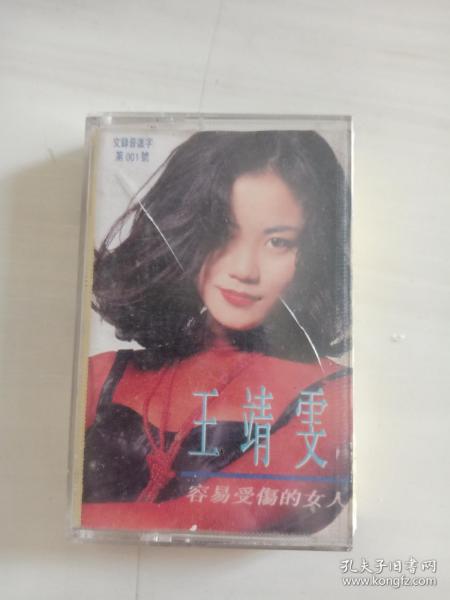 文錄音進字
第001號
王靖雯
容易受傷的女人
孔夫子旧书网
www.kongfz.com